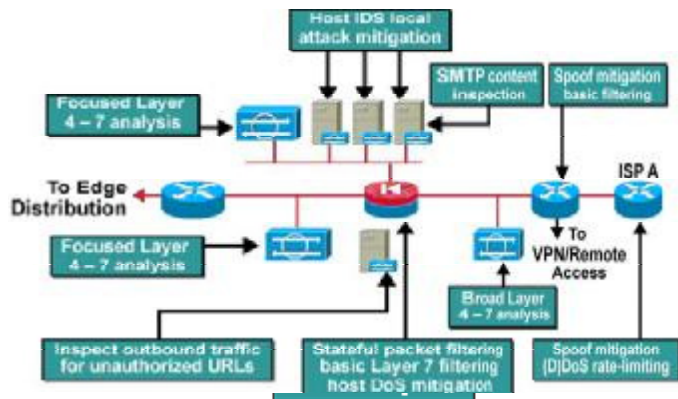 Host IDS local
attack mitigation
SMTP content
inspection
Spoof mitigation
basic filtering
Focused Layer
4 – 7 analysis
ISP A
To Edge
Distribution
To
VPN/Remote
Access
Focused Layer
4 – 7 analysis
Broad Layer
4 – 7 analysis
Inspect outbound traffic
for unauthorized URLs
Stateful packet filtering
basic Layer 7 filtering
host DoS mitigation
Spoof mitigation
(D)DoS rate-limiting